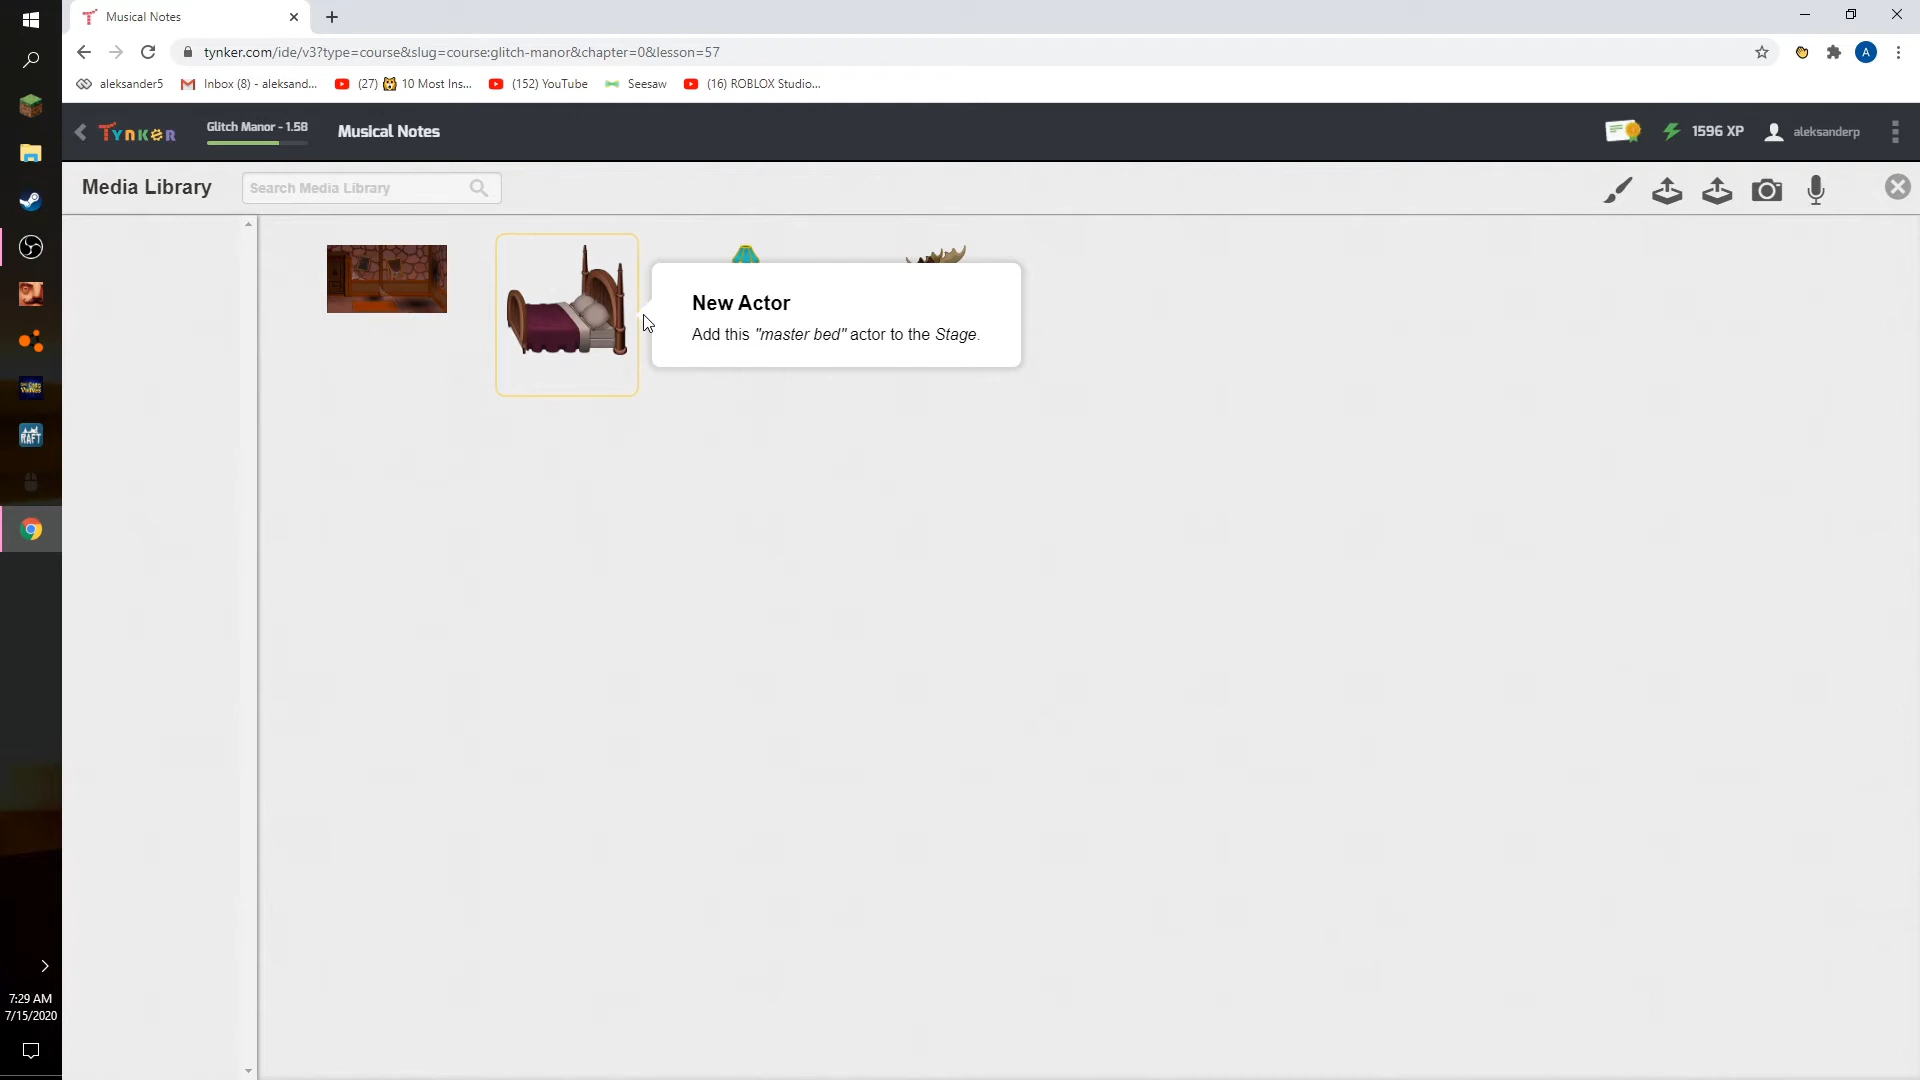 Musical Notes
tynker.com/ide/v3?type=course&slug=course:glitch-manor&chapter=0&lesson=57
A
aleksander5
Inbox (8) - aleksand...
(27) 🐯 10 Most Ins...
(152) YouTube
Seesaw
(16) ROBLOX Studio...
TYNKER
Glitch Manor - 1.58
Musical Notes
1596 XP
aleksanderp
Media Library
Search Media Library
New Actor
Add this "master bed" actor to the Stage.
RAFT
7:29 AM
7/15/2020